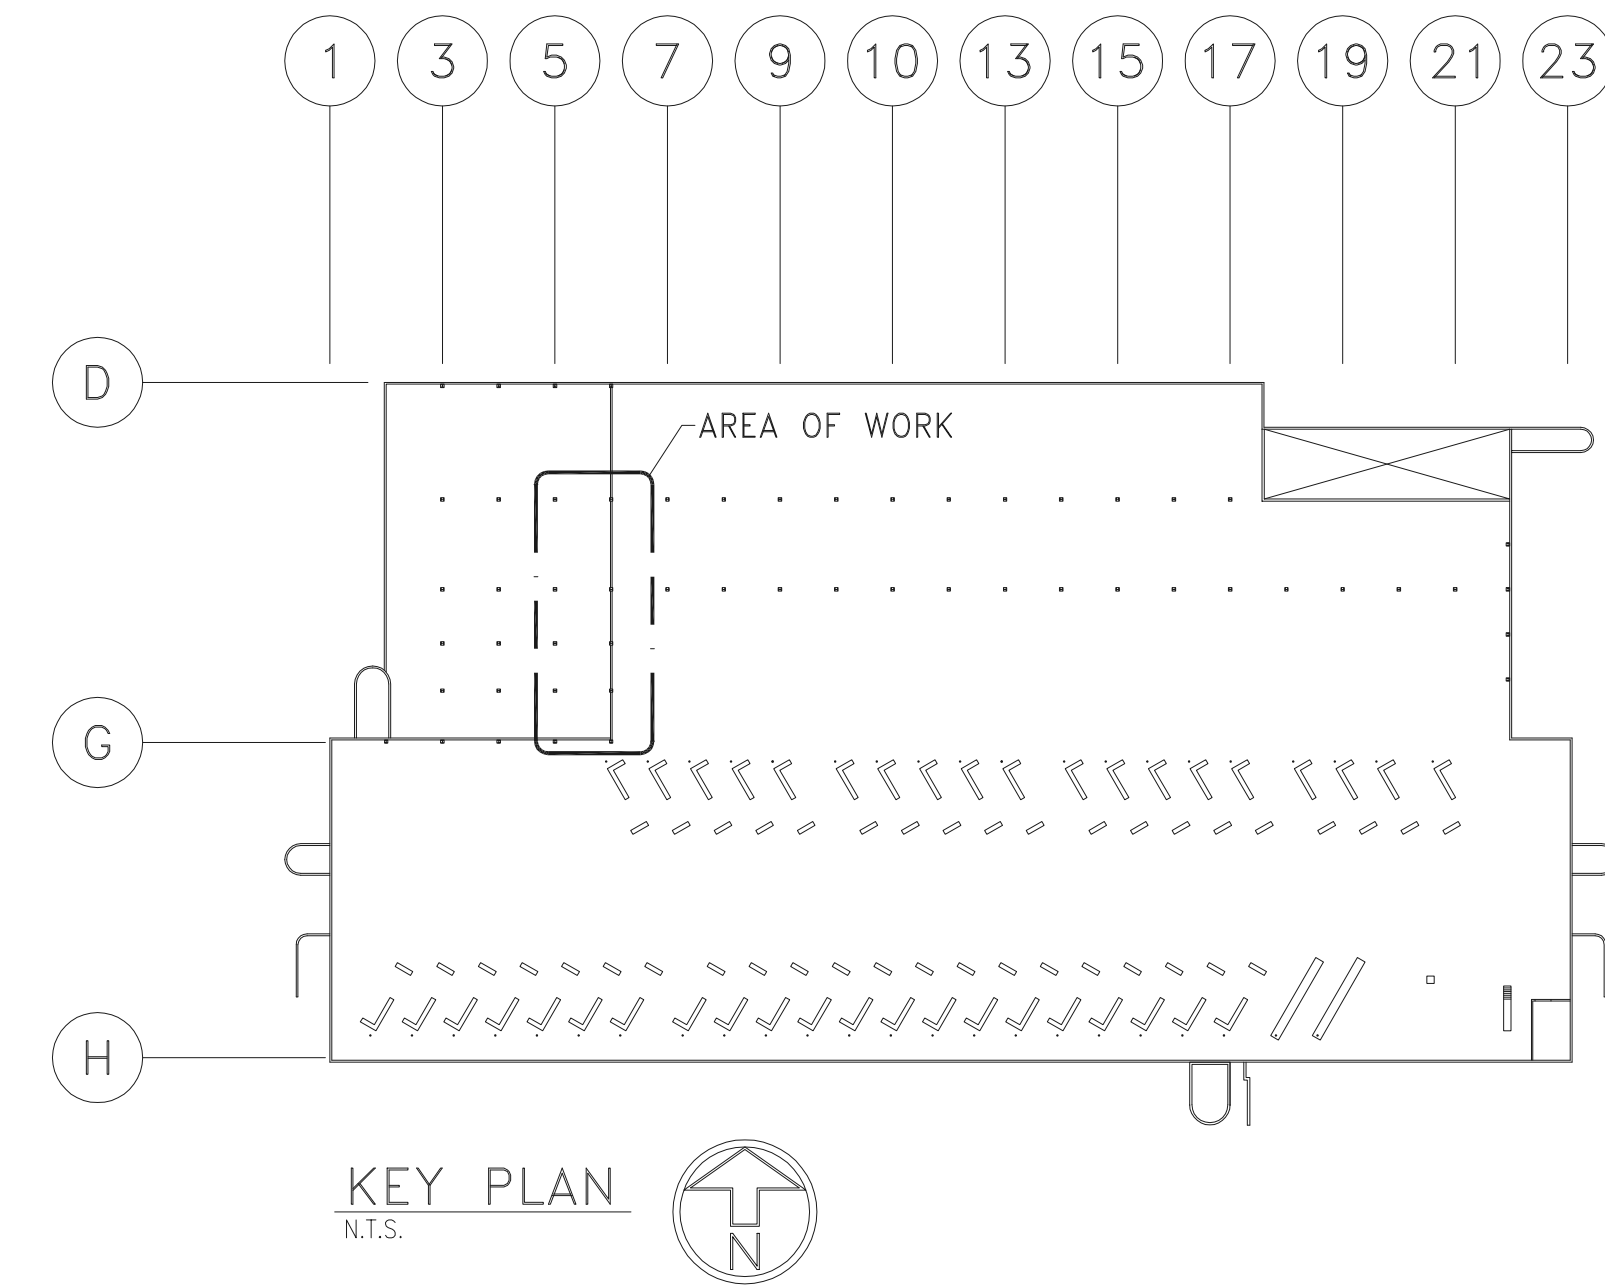 1 3 5 7 9 10 13 15 17 19 21 23
D
AREA OF WORK
G
H
KEY PLAN
N.T.S.
N